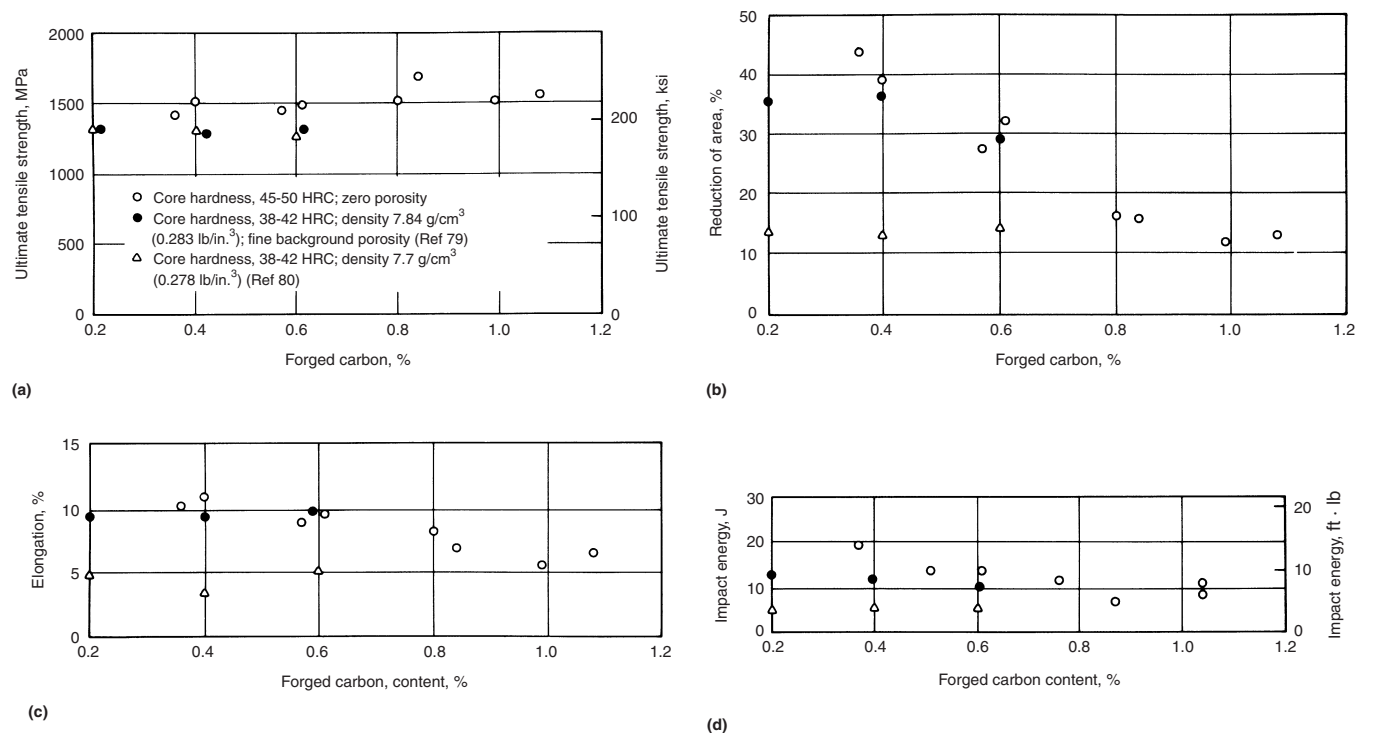 2000
1500
1000
500
0
Ultimate tensile strength, MPa
200
100
0
Ultimate tensile strength, ksi
Core hardness, 45-50 HRC; zero porosity
Core hardness, 38-42 HRC; density 7.84 g/cm3
(0.283 lb/in.3); fine background porosity (Ref 79)
Core hardness, 38-42 HRC; density 7.7 g/cm3
(0.278 lb/in.3) (Ref 80)
0.2 0.4 0.6 0.8 1.0 1.2
Forged carbon, %
(a)
50
40
30
20
10
0
Reduction of area, %
0.2 0.4 0.6 0.8 1.0 1.2
Forged carbon, %
(b)
15
10
5
0
Elongation, %
0.2 0.4 0.6 0.8 1.0 1.2
Forged carbon, content, %
(c)
30
20
10
0
Impact energy, J
20
10
0
Impact energy, ft · lb
0.2 0.4 0.6 0.8 1.0 1.2
Forged carbon content, %
(d)